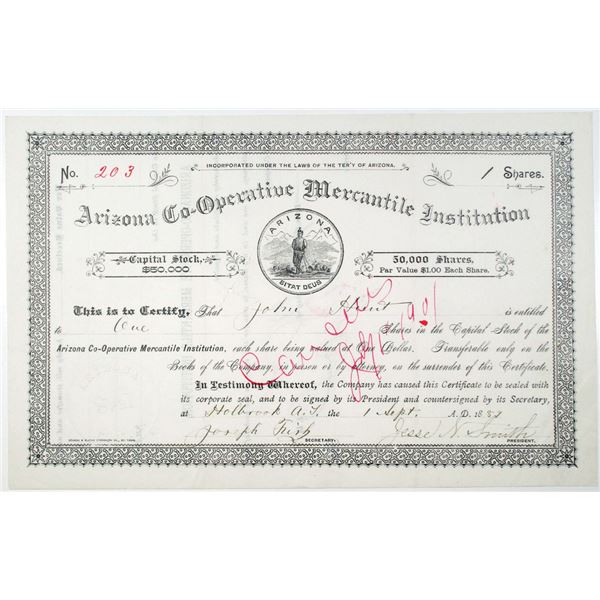 INCORPORATED UNDER THE LAWS OF THE TER'Y OF ARIZONA.
No. 203
1 Shares.
Arizona Co-Operative Mercantile Institution
ARIZONA
SITAT DEUS
Capital Stock,
$50,000
50,000 Shares,
Par Value $1.00 Each Share.
This is to Certify, That John is entitled
to One Shares in the Capital Stock of the
Arizona Co-Operative Mercantile Institution, each share being valued at One Dollar. Transferable only on the
Books of the Company, in person or by Attorney, on the surrender of this Certificate.
In Testimony Whereof, the Company has caused this Certificate to be sealed with
its corporate seal, and to be signed by its President and countersigned by its Secretary,
at Holbrook A.T. the 1 Sept. A.D. 188
Joseph Fish
SECRETARY.
Jesse N. Smith
PRESIDENT.
1901